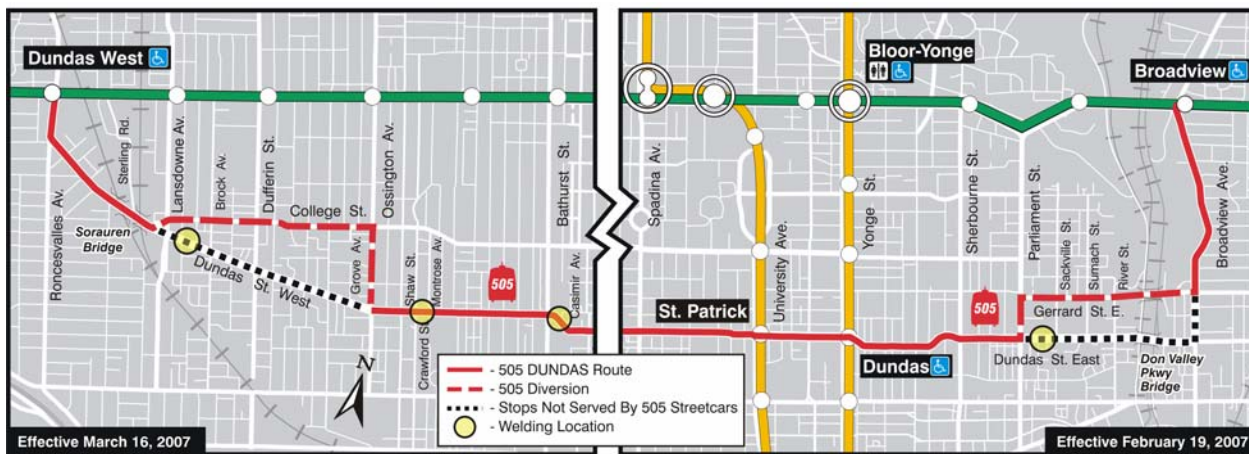 Dundas West
Sterling Rd.
Lansdowne Av.
Brock Av.
Dufferin St.
College St.
Ossington Av.
Bathurst St.
Roncesvalles Av.
Sorauren
Bridge
Dundas St. West
Grove Av.
Shaw St.
Montrose Av.
Crawford St
505
Casimir Av.
N
Effective March 16, 2007
- 505 DUNDAS Route
- 505 Diversion
- Stops Not Served By 505 Streetcars
- Welding Location
Bloor-Yonge
Broadview
Spadina Av.
University Ave.
Yonge St.
Sherbourne St.
Parliament St.
Sackville St.
Sumach St.
River St.
Broadview Ave.
St. Patrick
Dundas
505
Gerrard St. E.
Dundas St. East
Don Valley
Pkwy
Bridge
Effective February 19, 2007